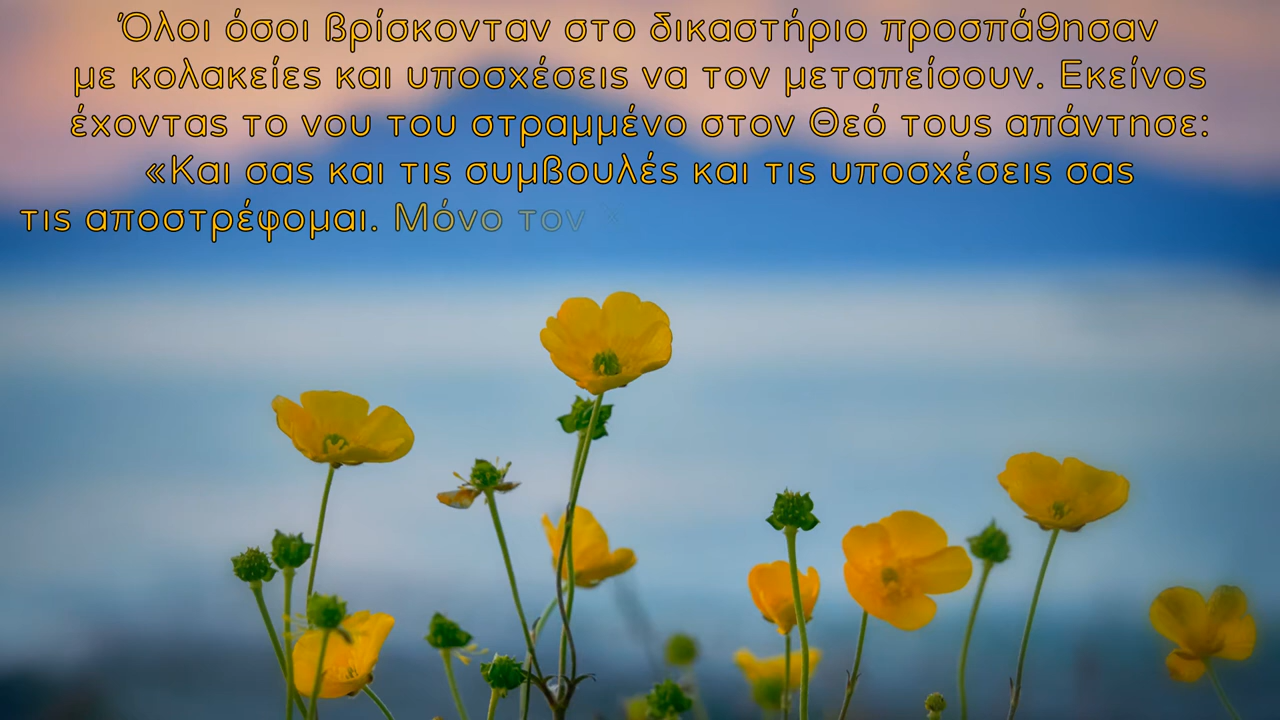 Όλοι όσοι βρίσκονταν στο δικαστήριο προσπάθησαν
με κολακείες και υποσχέσεις να τον μεταπείσουν. Εκείνος
έχοντας το νου του στραμμένο στον Θεό τους απάντησε:
«Και σας και τις συμβουλές και τις υποσχέσεις σας
τις αποστρέφομαι. Μόνο τον